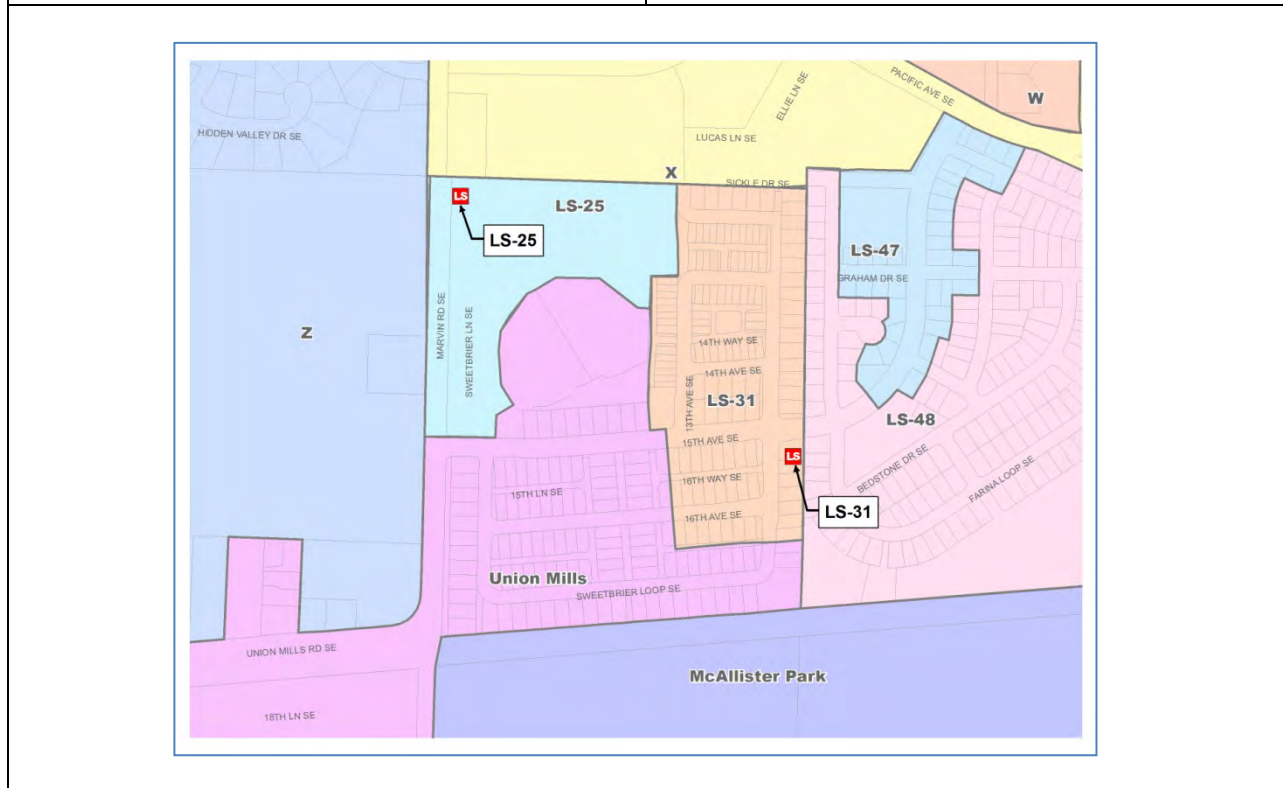 PACIFIC AVE SE
ELLIE LN SE
W
HIDDEN VALLEY DR SE
LUCAS LN SE
X
SICKLE DR SE
LS
LS-25
LS-25
LS-47
GRAHAM DR SE
MARVIN RD SE
SWEETBRIER LN SE
Z
14TH WAY SE
14TH AVE SE
13TH AVE SE
LS-31
LS-48
15TH AVE SE
LS
BEDSTONE DR SE
FARINA LOOP SE
16TH WAY SE
15TH LN SE
LS-31
16TH AVE SE
Union Mills
SWEETBRIER LOOP SE
UNION MILLS RD SE
McAllister Park
18TH LN SE